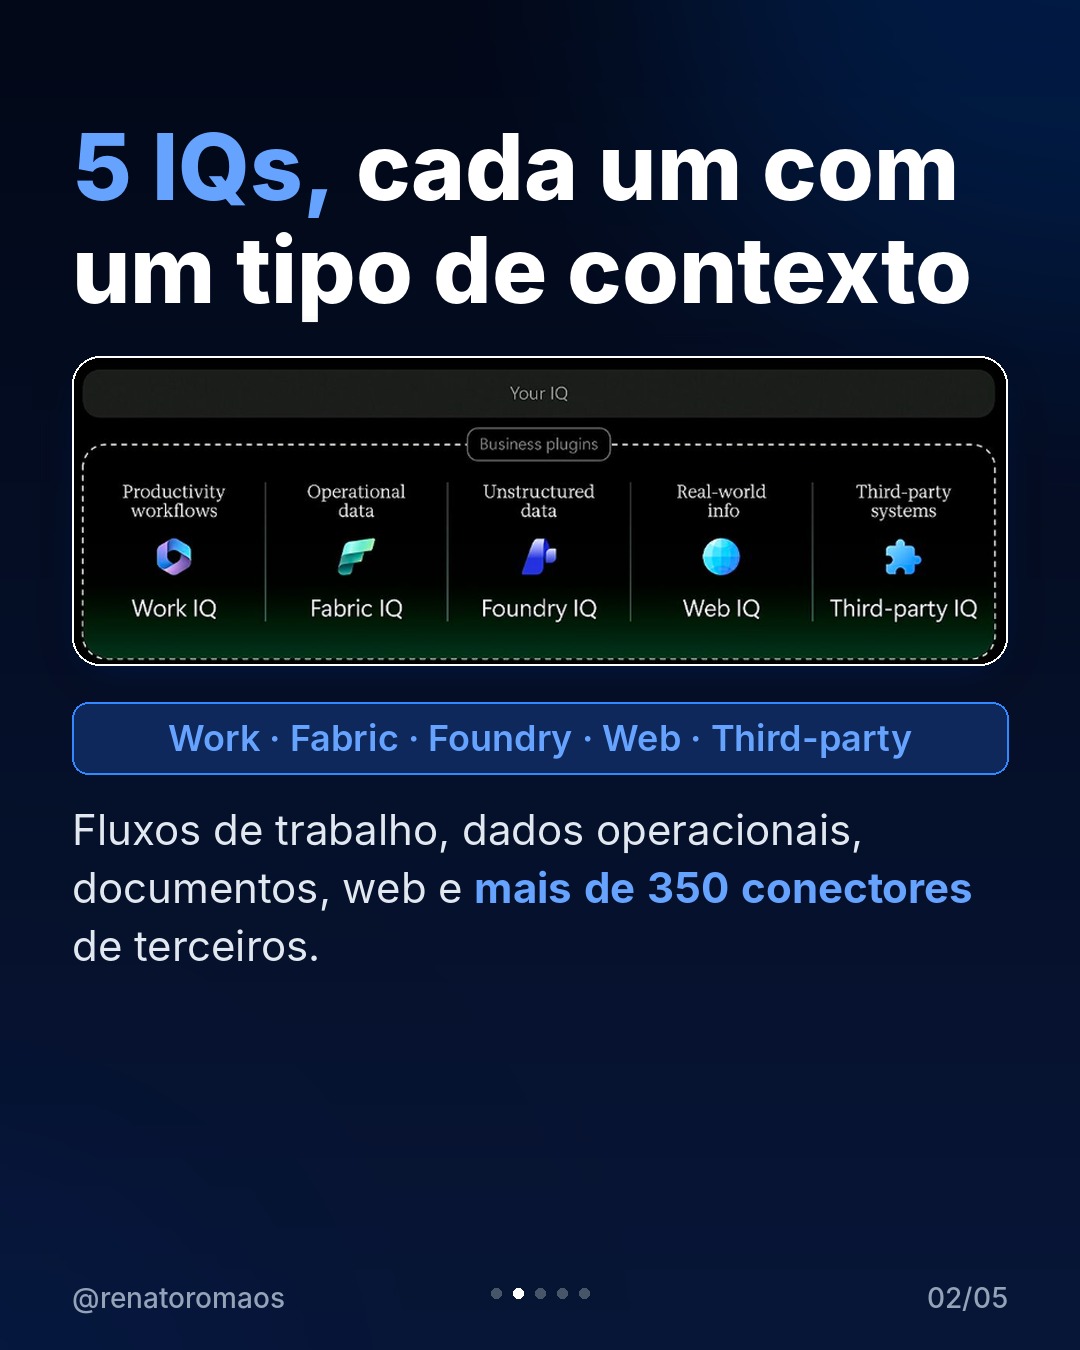 5 IQs, cada um com
um tipo de contexto
Your IQ
Business plugins
Productivity
workflows
Work IQ
Operational
data
Fabric IQ
Unstructured
data
Foundry IQ
Real-world
info
Web IQ
Third-party
systems
Third-party IQ
Work · Fabric · Foundry · Web · Third-party
Fluxos de trabalho, dados operacionais,
documentos, web e mais de 350 conectores
de terceiros.
@renatoromaos
02/05